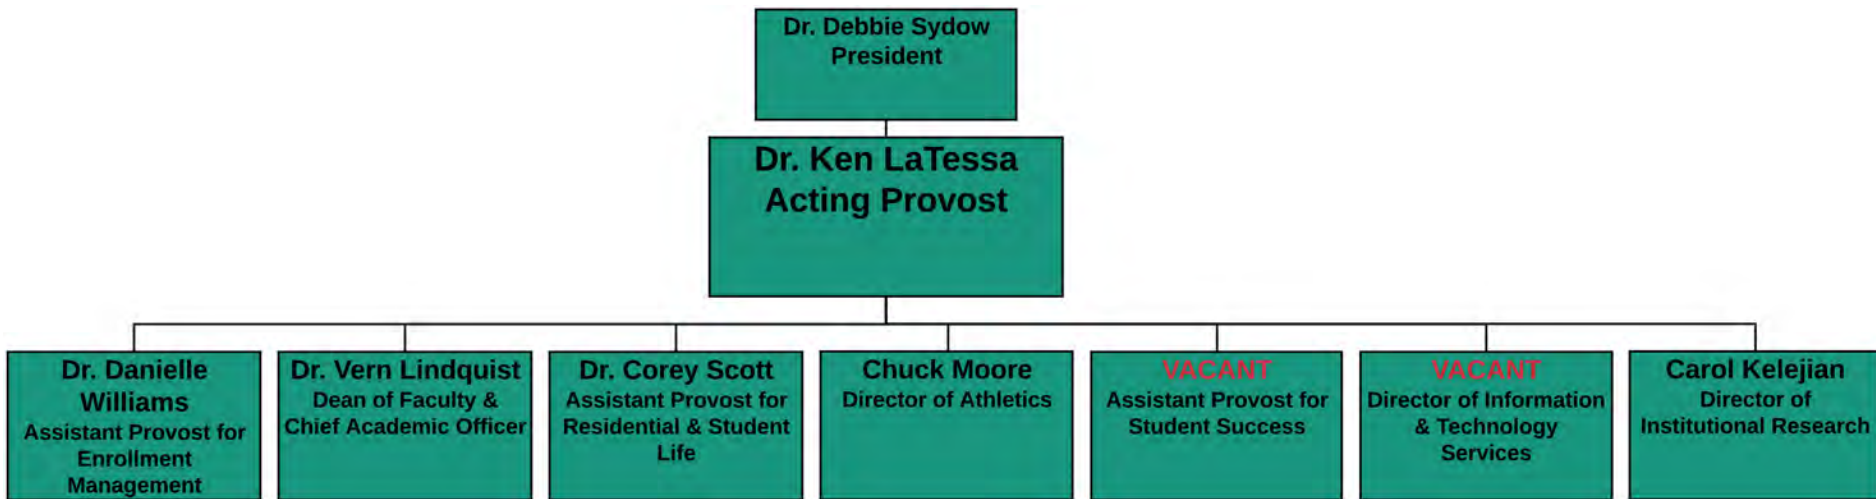 Dr. Debbie Sydow
President
Dr. Ken LaTessa
Acting Provost
Dr. Danielle
Williams
Assistant Provost for
Enrollment
Management
Dr. Vern Lindquist
Dean of Faculty &
Chief Academic Officer
Dr. Corey Scott
Assistant Provost for
Residential & Student
Life
Chuck Moore
Director of Athletics
VACANT
Assistant Provost for
Student Success
VACANT
Director of Information
& Technology
Services
Carol Kelejian
Director of
Institutional Research